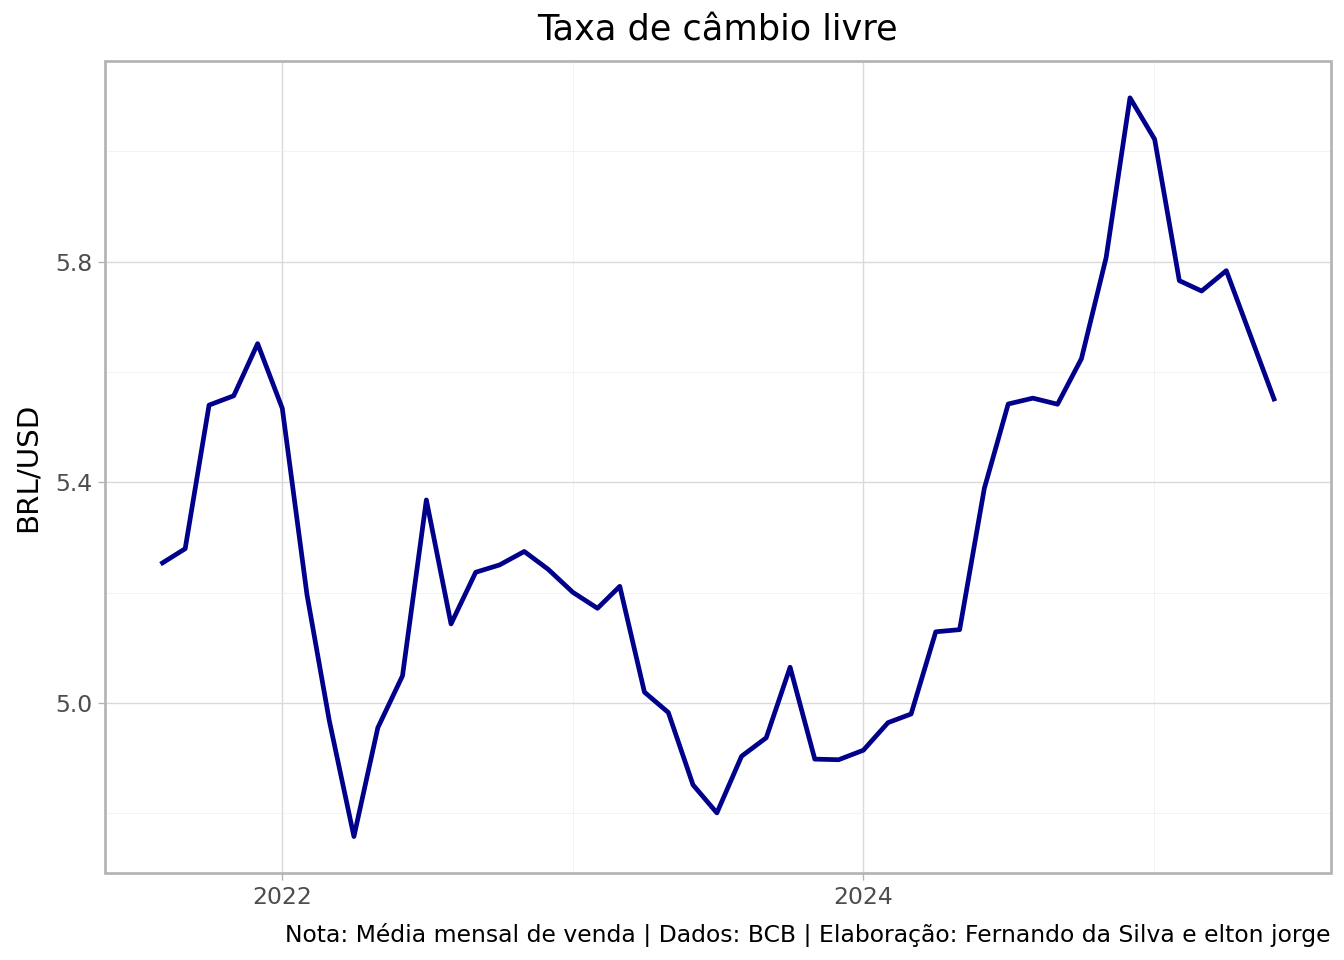 Taxa de câmbio livre
BRL/USD
5.8
5.4
5.0
2022
2024
Nota: Média mensal de venda | Dados: BCB | Elaboração: Fernando da Silva e elton jorge